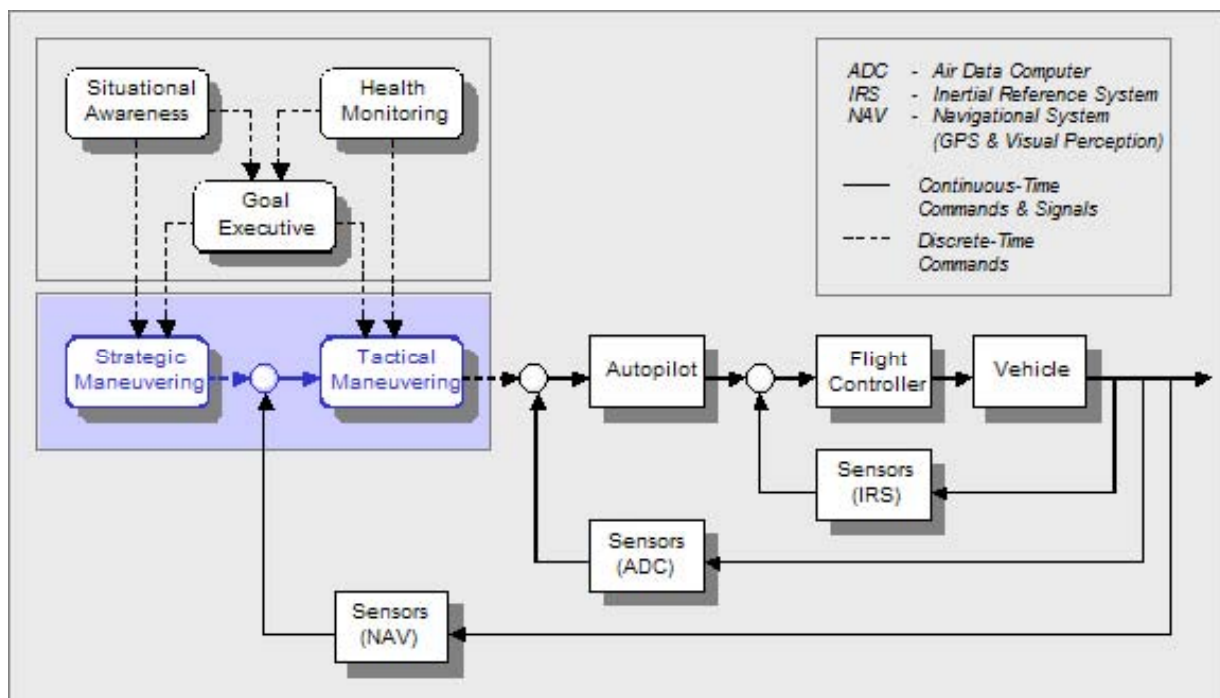 Situational
Awareness
Health
Monitoring
Goal
Executive
ADC - Air Data Computer
IRS - Inertial Reference System
NAV - Navigational System
(GPS & Visual Perception)
Continuous-Time
Commands & Signals
Discrete-Time
Commands
Strategic
Maneuvering
Tactical
Maneuvering
Autopilot
Flight
Controller
Vehicle
Sensors
(IRS)
Sensors
(ADC)
Sensors
(NAV)